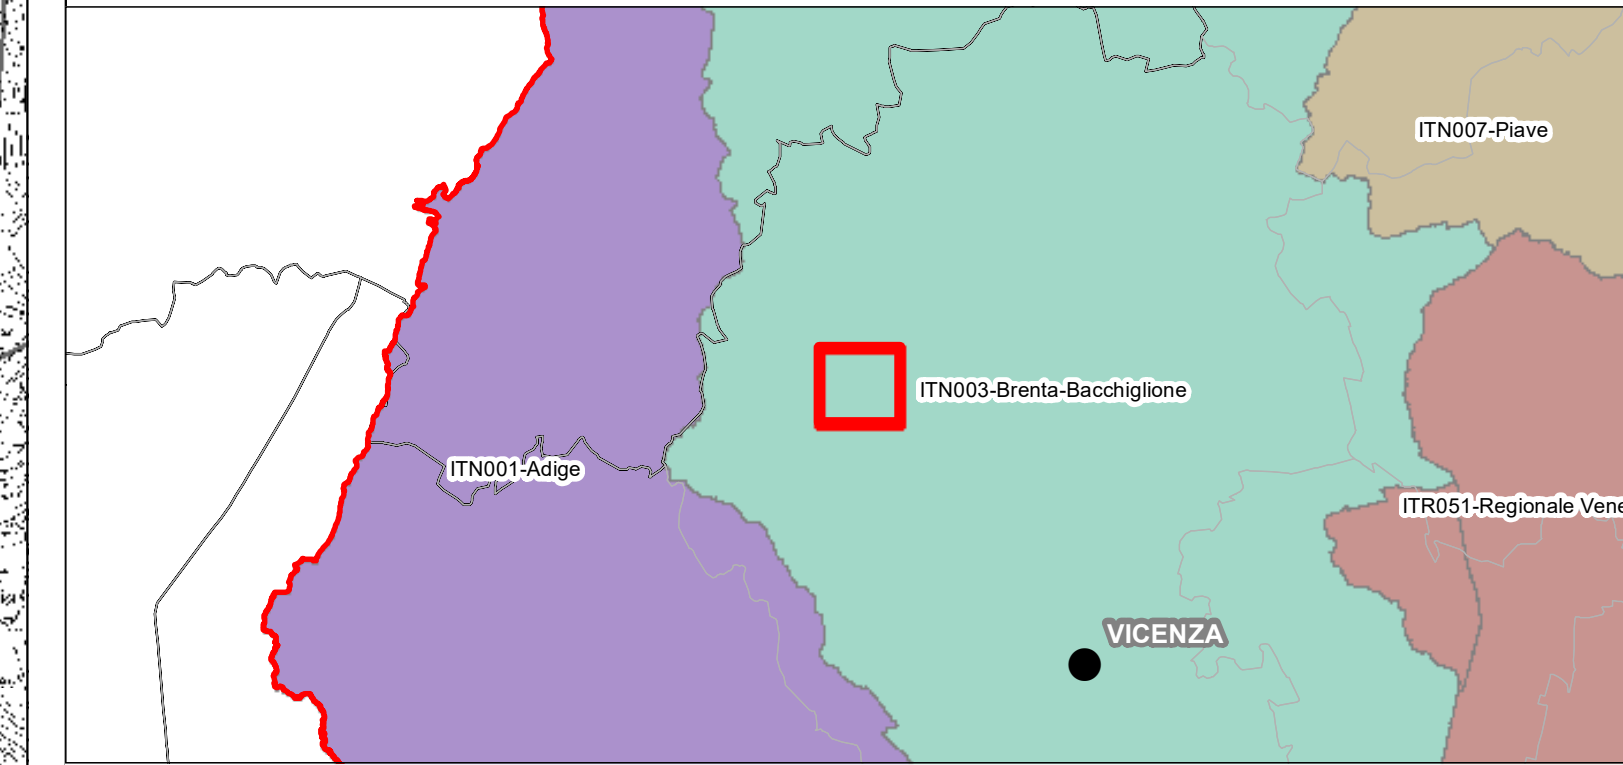 ITN007-Piave
ITN003-Brenta-Bacchiglione
ITN001-Adige
ITR051-Regionale Vene
VICENZA